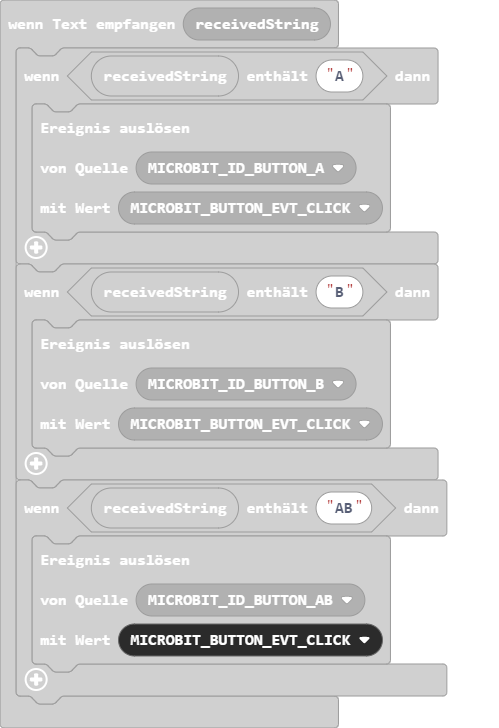 wenn Text empfangen receivedString
wenn receivedString enthält "A" dann
Ereignis auslösen
von Quelle MICROBIT_ID_BUTTON_A
mit Wert MICROBIT_BUTTON_EVT_CLICK
wenn receivedString enthält "B" dann
Ereignis auslösen
von Quelle MICROBIT_ID_BUTTON_B
mit Wert MICROBIT_BUTTON_EVT_CLICK
wenn receivedString enthält "AB" dann
Ereignis auslösen
von Quelle MICROBIT_ID_BUTTON_AB
mit Wert MICROBIT_BUTTON_EVT_CLICK